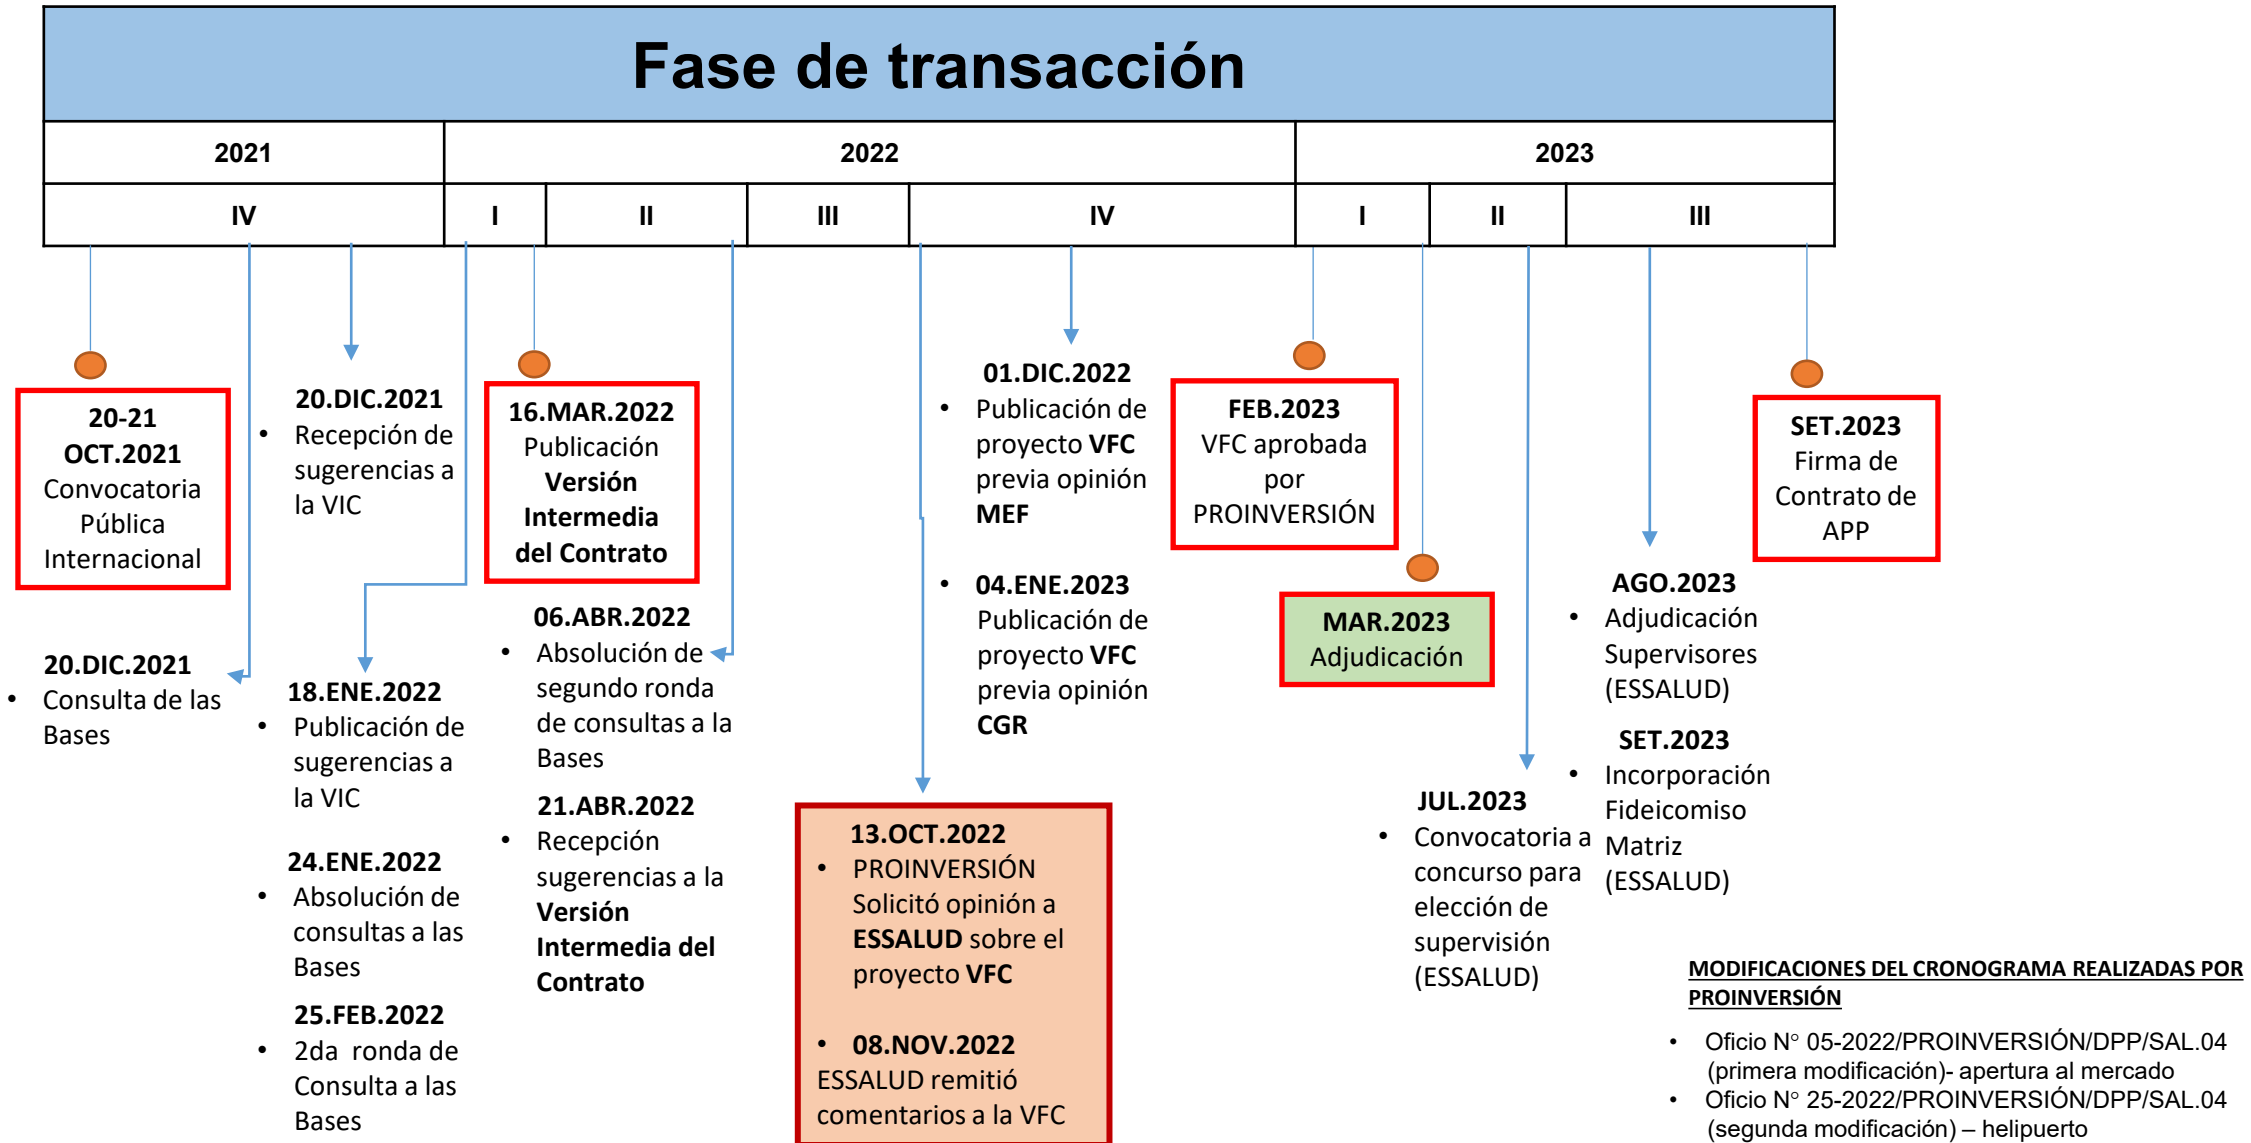 Fase de transacción
2021
2022
2023
IV
I
II
III
IV
I
II
III
20-21
OCT.2021
Convocatoria
Pública
Internacional
20.DIC.2021
• Consulta de las
Bases
20.DIC.2021
• Recepción de
sugerencias a
la VIC
18.ENE.2022
• Publicación de
sugerencias a
la VIC
24.ENE.2022
• Absolución de
consultas a las
Bases
25.FEB.2022
• 2da ronda de
Consulta a las
Bases
16.MAR.2022
Publicación
Versión
Intermedia
del Contrato
06.ABR.2022
• Absolución de
segundo ronda
de consultas a la
Bases
21.ABR.2022
• Recepción
sugerencias a la
Versión
Intermedia del
Contrato
13.OCT.2022
• PROINVERSIÓN
Solicitó opinión a
ESSALUD sobre el
proyecto VFC
• 08.NOV.2022
ESSALUD remitió
comentarios a la VFC
01.DIC.2022
• Publicación de
proyecto VFC
previa opinión
MEF
• 04.ENE.2023
Publicación de
proyecto VFC
previa opinión
CGR
FEB.2023
VFC aprobada
por
PROINVERSIÓN
MAR.2023
Adjudicación
JUL.2023
• Convocatoria a
concurso para
elección de
supervisión
(ESSALUD)
AGO.2023
• Adjudicación
Supervisores
(ESSALUD)
SET.2023
• Incorporación
Fideicomiso
Matriz
(ESSALUD)
SET.2023
Firma de
Contrato de
APP
MODIFICACIONES DEL CRONOGRAMA REALIZADAS POR
PROINVERSIÓN
• Oficio N° 05-2022/PROINVERSIÓN/DPP/SAL.04
(primera modificación)- apertura al mercado
• Oficio N° 25-2022/PROINVERSIÓN/DPP/SAL.04
(segunda modificación) – helipuerto